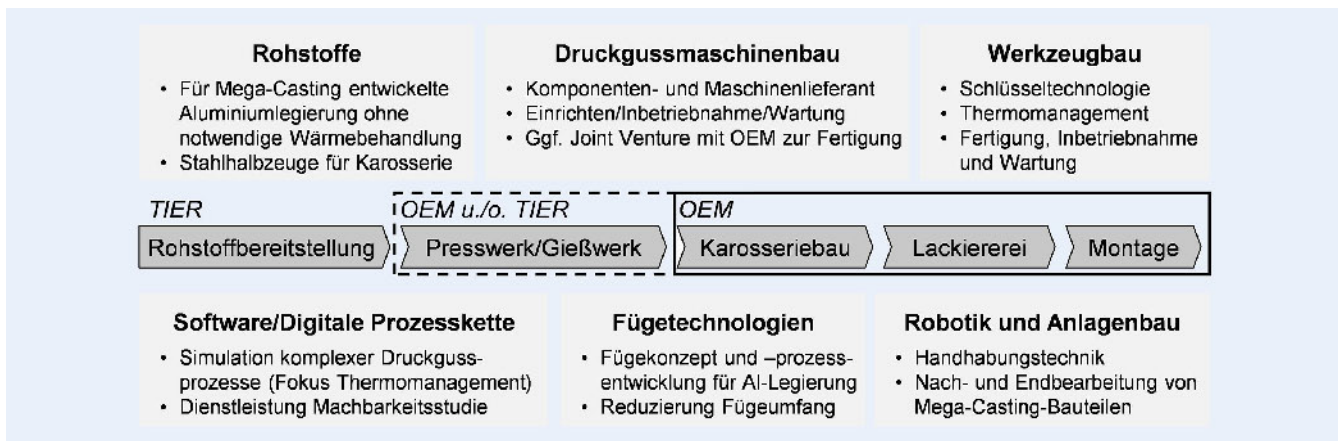 Rohstoffe
• Für Mega-Casting entwickelte
Aluminiumlegierung ohne
notwendige Wärmebehandlung
• Stahlhalbzeuge für Karosserie
Druckgussmaschinenbau
• Komponenten- und Maschinenlieferant
• Einrichten/Inbetriebnahme/Wartung
• Ggf. Joint Venture mit OEM zur Fertigung
Werkzeugbau
• Schlüsseltechnologie
• Thermomanagement
• Fertigung, Inbetriebnahme
und Wartung
TIER
OEM u./o. TIER
OEM
Rohstoffbereitstellung
Presswerk/Gießwerk
Karosseriebau
Lackiererei
Montage
Software/Digitale Prozesskette
• Simulation komplexer Druckguss-
prozesse (Fokus Thermomanagement)
• Dienstleistung Machbarkeitsstudie
Fügetechnologien
• Fügekonzept und –prozess-
entwicklung für Al-Legierung
• Reduzierung Fügeumfang
Robotik und Anlagenbau
• Handhabungstechnik
• Nach- und Endbearbeitung von
Mega-Casting-Bauteilen